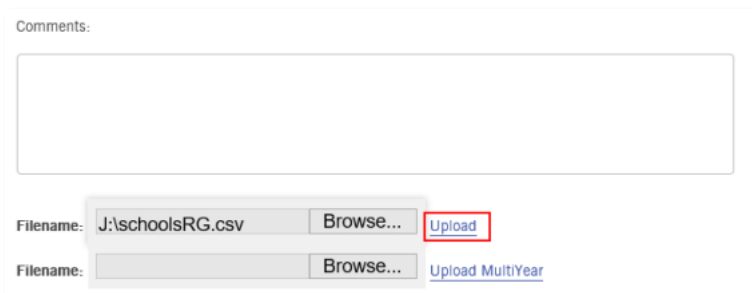 Comments:
Filename: J:\schoolsRG.csv Browse... Upload
Filename: Browse... Upload MultiYear